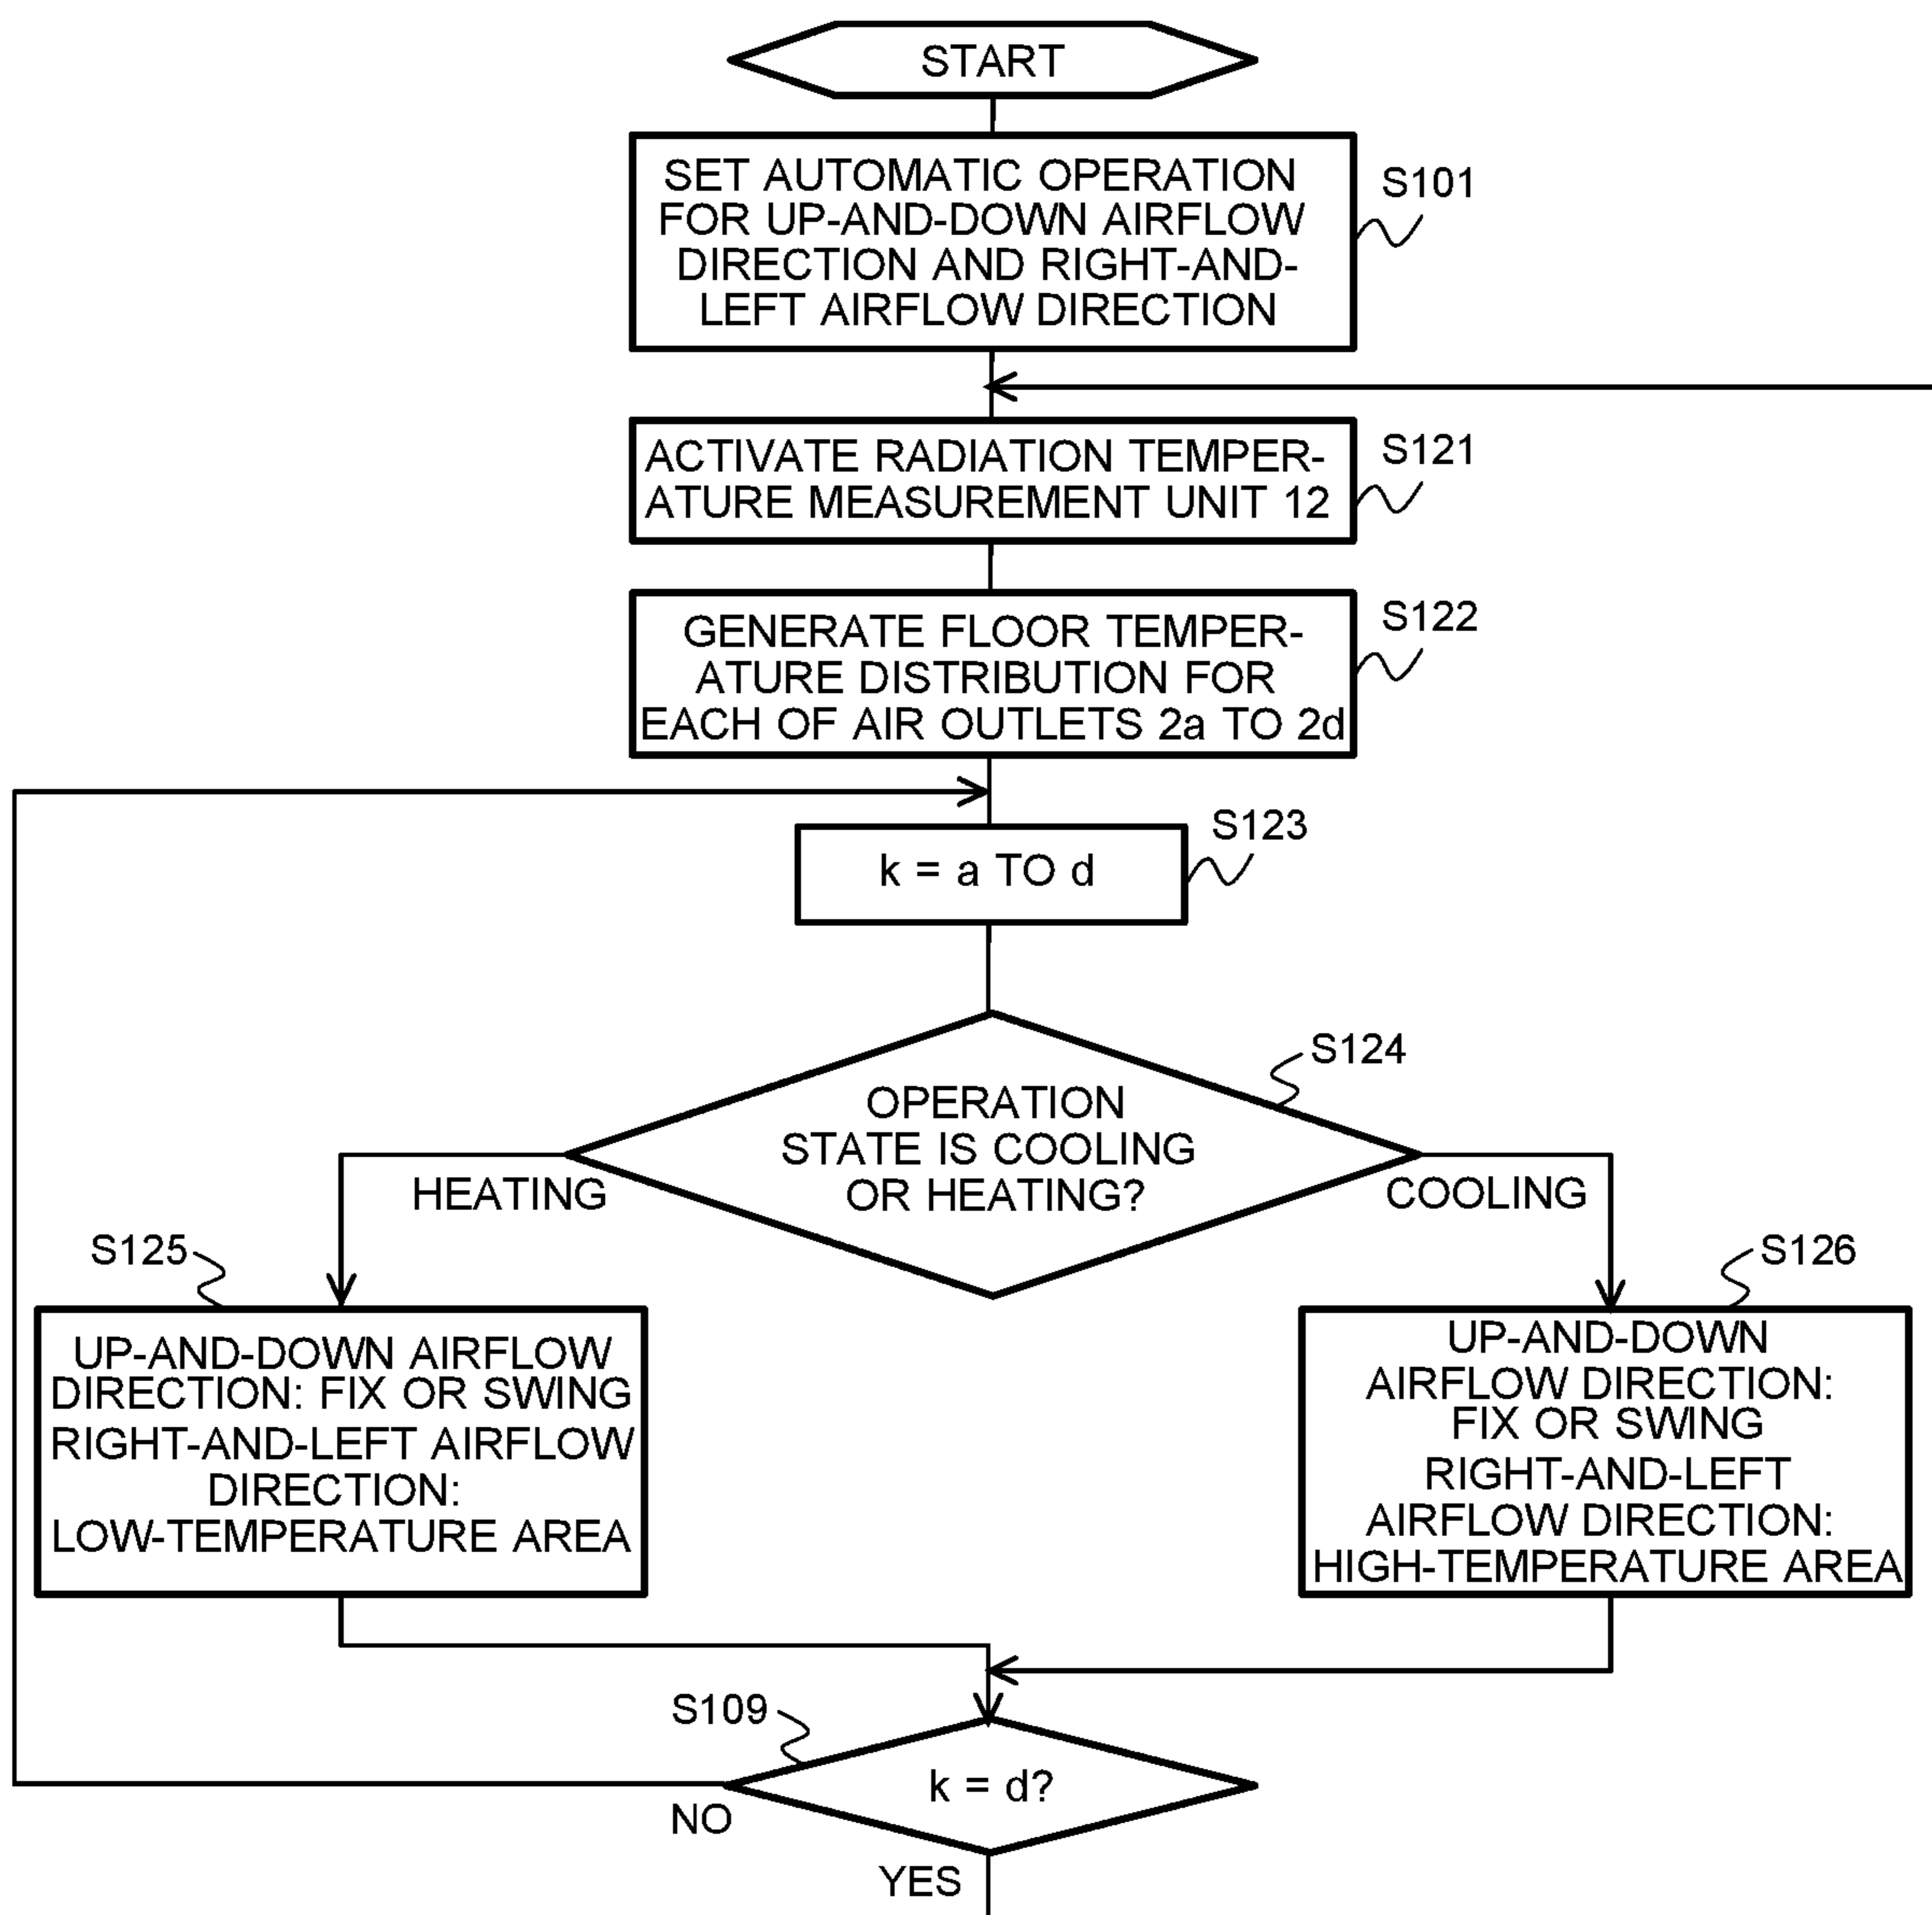 START
SET AUTOMATIC OPERATION
FOR UP-AND-DOWN AIRFLOW
DIRECTION AND RIGHT-AND-
LEFT AIRFLOW DIRECTION
S101
ACTIVATE RADIATION TEMPER-
ATURE MEASUREMENT UNIT 12
S121
GENERATE FLOOR TEMPER-
ATURE DISTRIBUTION FOR
EACH OF AIR OUTLETS 2a TO 2d
S122
k = a TO d
S123
OPERATION
STATE IS COOLING
OR HEATING?
S124
HEATING
COOLING
S125
UP-AND-DOWN AIRFLOW
DIRECTION: FIX OR SWING
RIGHT-AND-LEFT AIRFLOW
DIRECTION:
LOW-TEMPERATURE AREA
S126
UP-AND-DOWN
AIRFLOW DIRECTION:
FIX OR SWING
RIGHT-AND-LEFT
AIRFLOW DIRECTION:
HIGH-TEMPERATURE AREA
S109
k = d?
NO
YES